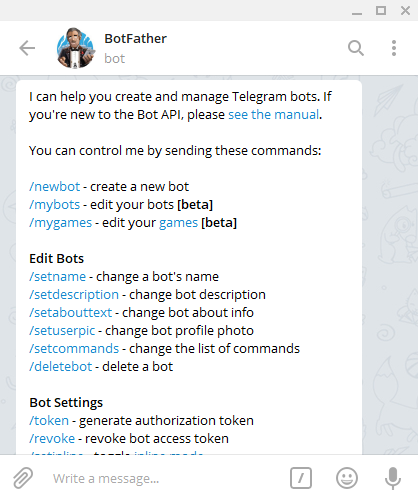 BotFather
bot
I can help you create and manage Telegram bots. If
you're new to the Bot API, please see the manual.
You can control me by sending these commands:
/newbot - create a new bot
/mybots - edit your bots [beta]
/mygames - edit your games [beta]
Edit Bots
/setname - change a bot's name
/setdescription - change bot description
/setabouttext - change bot about info
/setuserpic - change bot profile photo
/setcommands - change the list of commands
/deletebot - delete a bot
Bot Settings
/token - generate authorization token
/revoke - revoke bot access token
/setinline - toggle inline mode
Write a message...